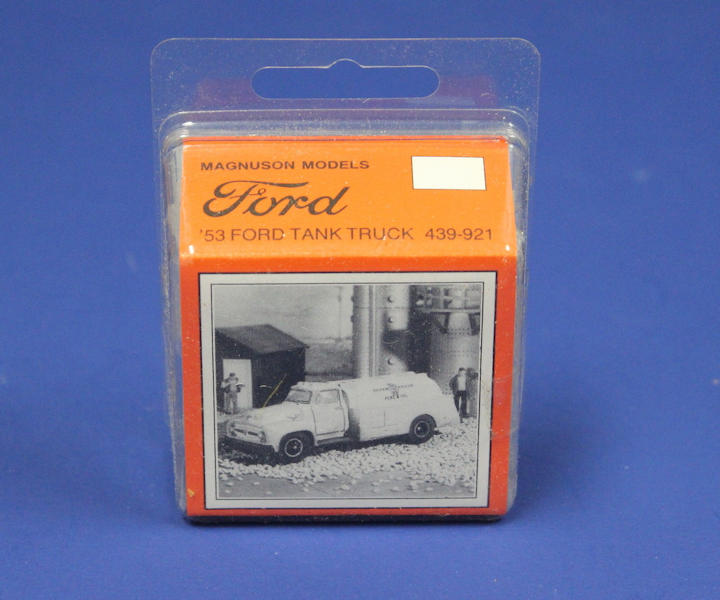 MAGNUSON MODELS
Ford
'53 FORD TANK TRUCK 439-921